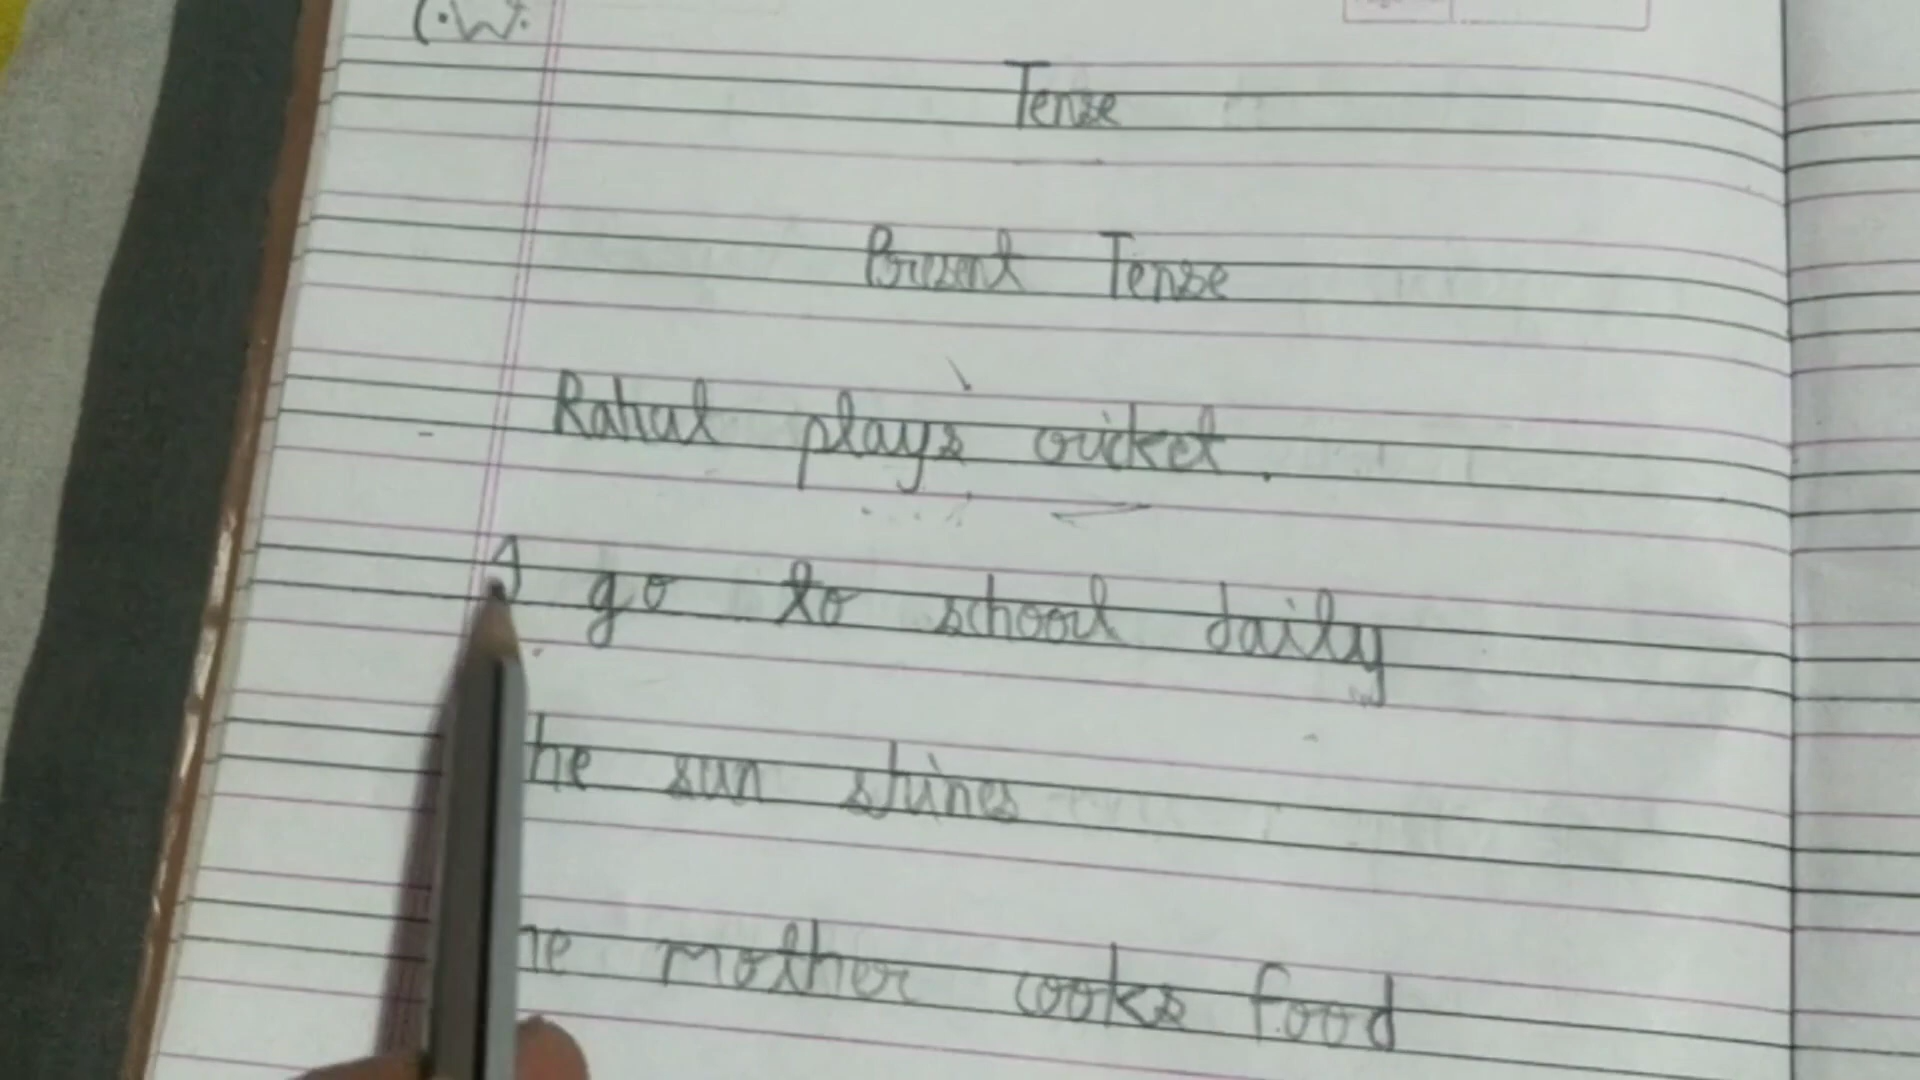 C.W.
Tense
Present Tense
Rahul plays cricket.
I go to school daily
he sun shines
he mother cooks food